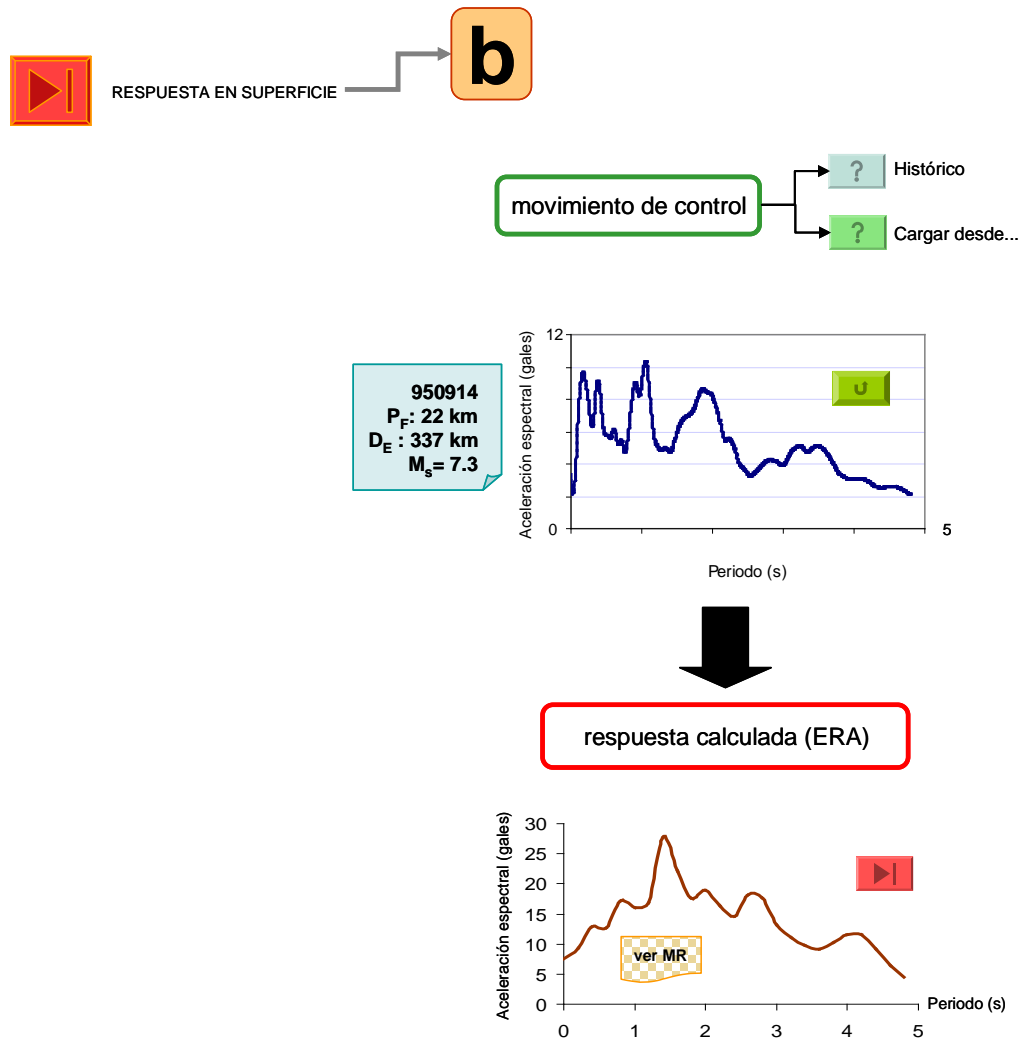 b
RESPUESTA EN SUPERFICIE
?
Histórico
movimiento de control
?
Cargar desde...
Aceleración espectral (gales)
12
0
5
Periodo (s)
950914
PF: 22 km
DE : 337 km
Ms= 7.3
respuesta calculada (ERA)
Aceleración espectral (gales)
30
25
20
15
10
5
0
ver MR
Periodo (s)
0 1 2 3 4 5